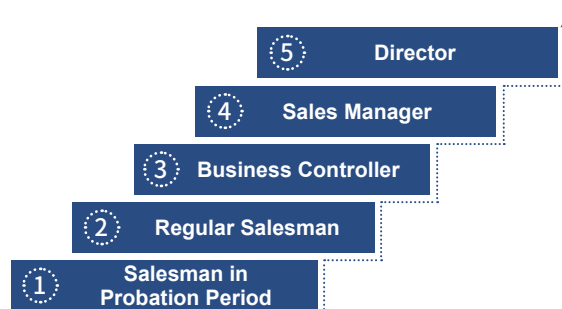 5 Director
4 Sales Manager
3 Business Controller
2 Regular Salesman
1 Salesman in
Probation Period